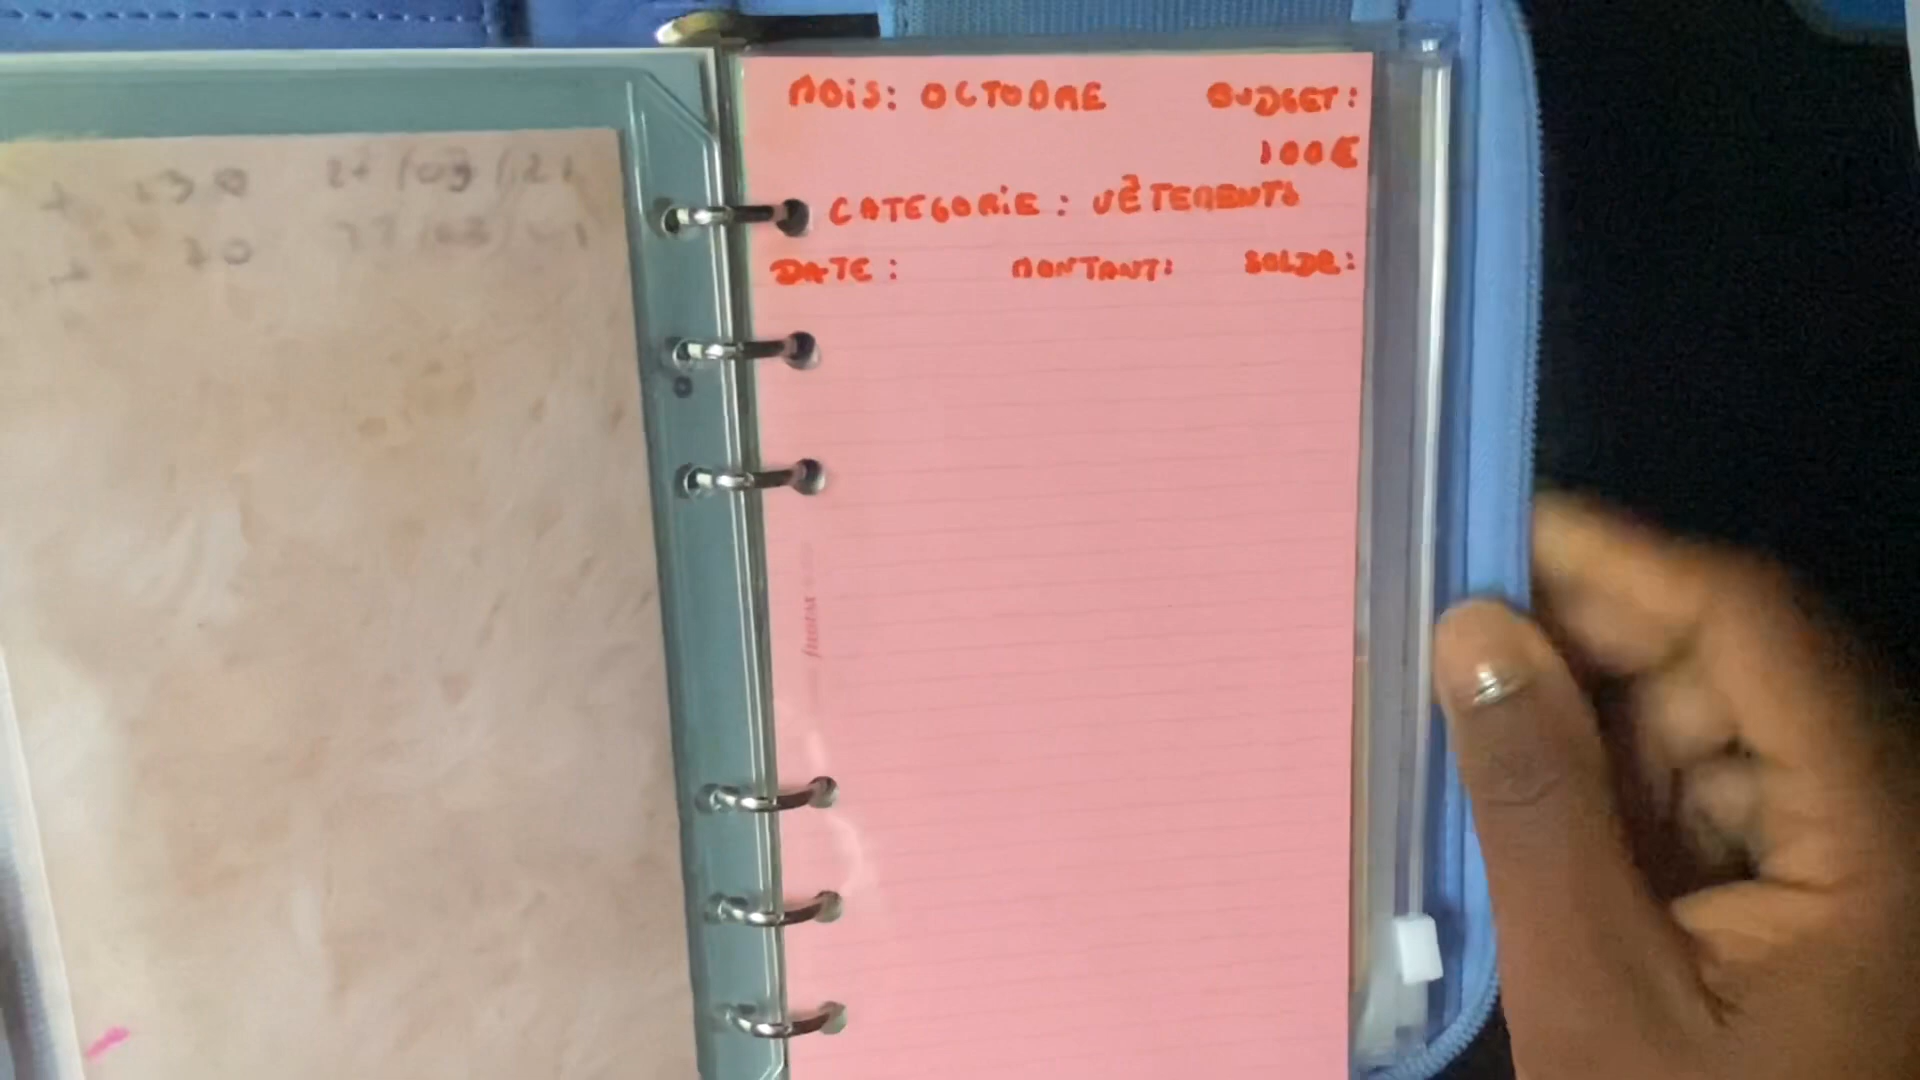 MOIS: OCTOBRE BUDGET:
100€
CATEGORIE: VÊTEMENTS
DATE: MONTANT: SOLDE: